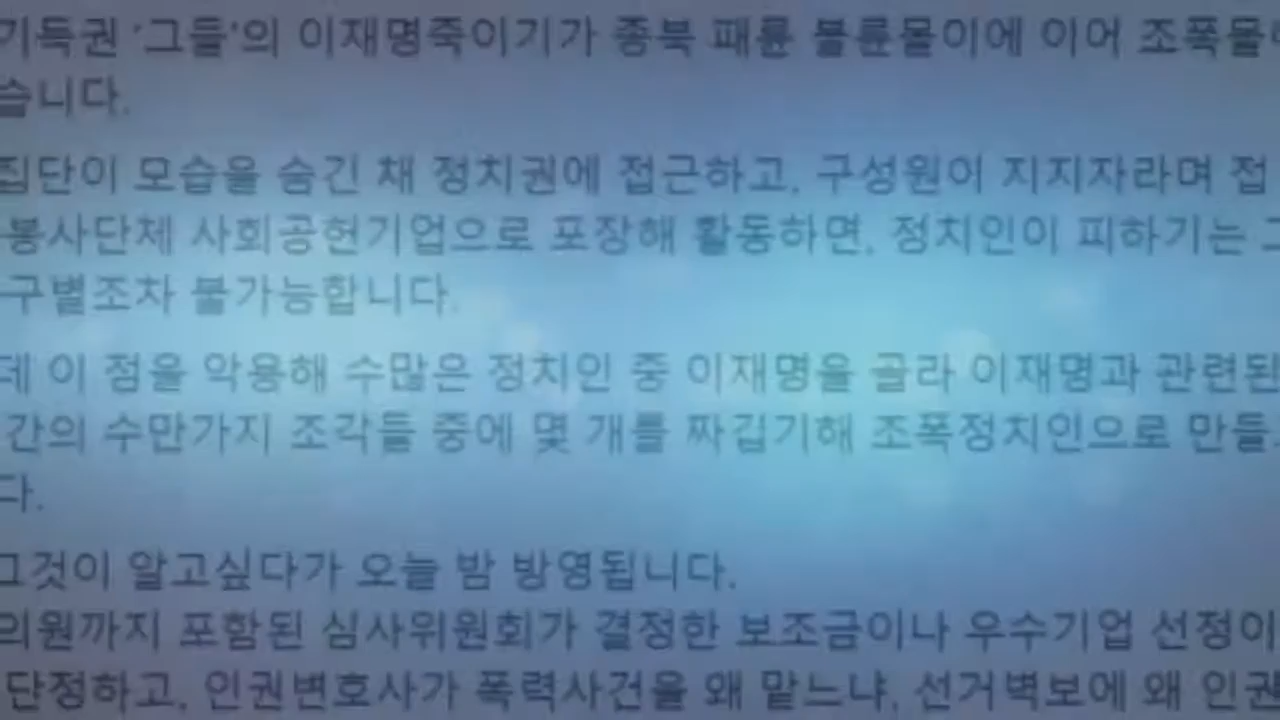 기득권 '그들'의 이재명죽이기가 종북 패륜 불륜몰이에 이어 조폭몰
습니다.
집단이 모습을 숨긴 채 정치권에 접근하고, 구성원이 지지자라며 접
봉사단체 사회공헌기업으로 포장해 활동하면, 정치인이 피하기는 그
구별조차 불가능합니다.
데 이 점을 악용해 수많은 정치인 중 이재명을 골라 이재명과 관련된
간의 수만가지 조각들 중에 몇 개를 짜깁기해 조폭정치인으로 만들
다.
그것이 알고싶다가 오늘 밤 방영됩니다.
의원까지 포함된 심사위원회가 결정한 보조금이나 우수기업 선정이
단정하고, 인권변호사가 폭력사건을 왜 맡느냐, 선거벽보에 왜 인권